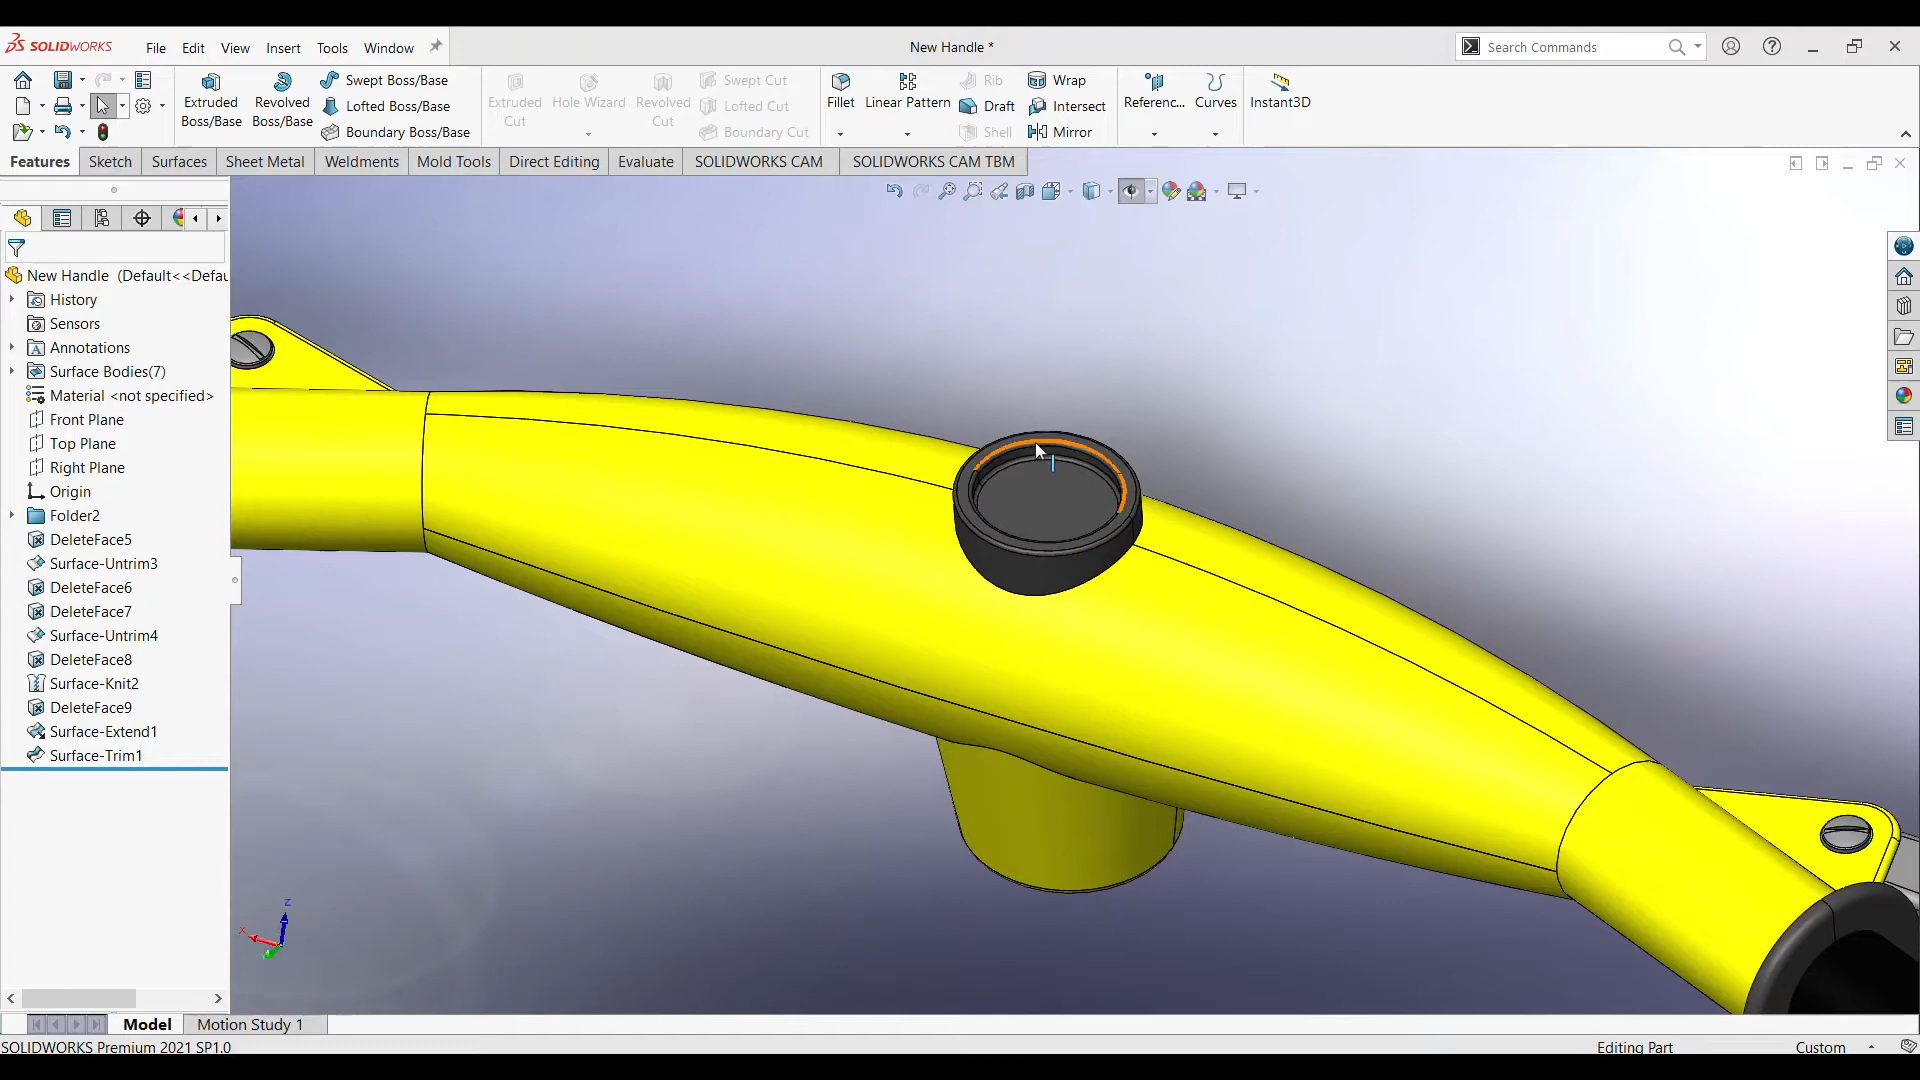 SOLIDWORKS
File
Edit
View
Insert
Tools
Window
New Handle *
Search Commands
Extruded Boss/Base
Revolved Boss/Base
Swept Boss/Base
Lofted Boss/Base
Boundary Boss/Base
Extruded Cut
Hole Wizard
Revolved Cut
Swept Cut
Lofted Cut
Boundary Cut
Fillet
Linear Pattern
Rib
Draft
Shell
Wrap
Intersect
Mirror
Referenc...
Curves
Instant3D
Features
Sketch
Surfaces
Sheet Metal
Weldments
Mold Tools
Direct Editing
Evaluate
SOLIDWORKS CAM
SOLIDWORKS CAM TBM
New Handle (Default<<Defau
History
Sensors
Annotations
Surface Bodies(7)
Material <not specified>
Front Plane
Top Plane
Right Plane
Origin
Folder2
DeleteFace5
Surface-Untrim3
DeleteFace6
DeleteFace7
Surface-Untrim4
DeleteFace8
Surface-Knit2
DeleteFace9
Surface-Extend1
Surface-Trim1
Z
X
Model
Motion Study 1
SOLIDWORKS Premium 2021 SP1.0
Editing Part
Custom